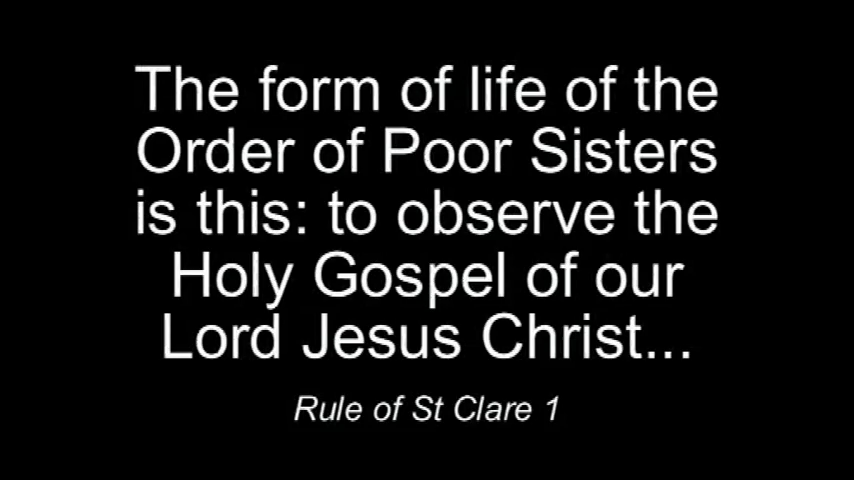 The form of life of the
Order of Poor Sisters
is this: to observe the
Holy Gospel of our
Lord Jesus Christ...
Rule of St Clare 1